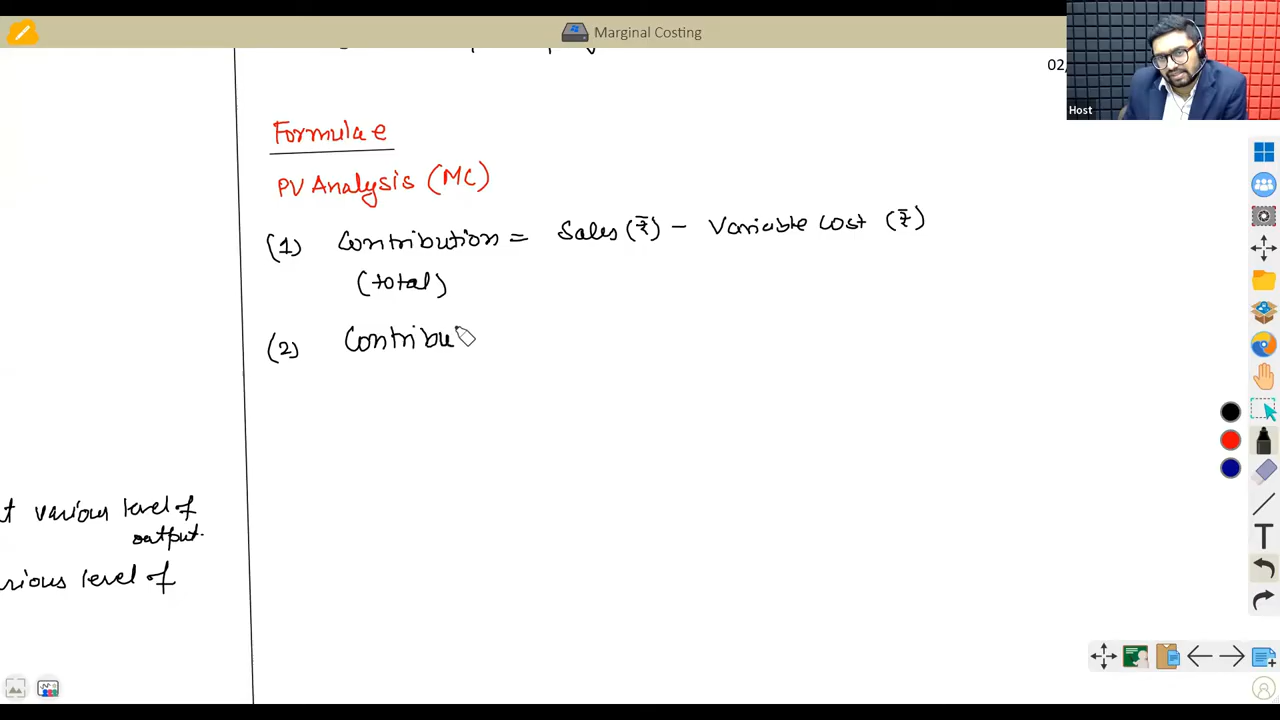 Marginal Costing
02/
Host
Formulae
PV Analysis (MC)
(1) Contribution = Sales (₹) - Variable Cost (₹)
(total)
(2) Contribu
t various level of
output.
rious level of
T